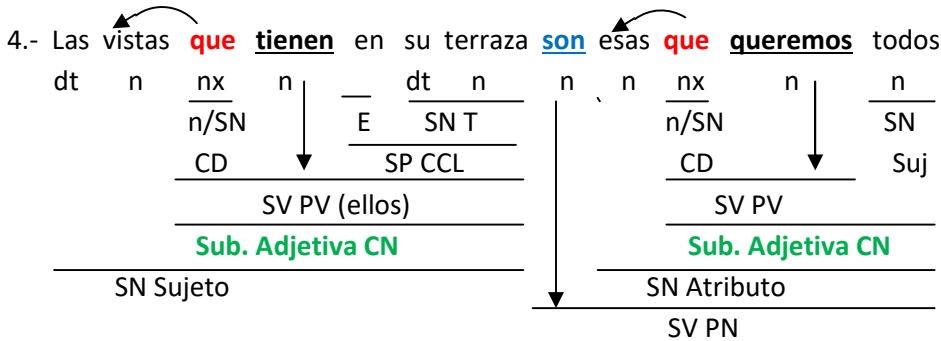 4.- Las vistas que tienen en su terraza son esas que queremos todos
dt n nx n dt n n n nx n n
n/SN E SN T n/SN SN
CD SP CCL CD Suj
SV PV (ellos) SV PV
Sub. Adjetiva CN Sub. Adjetiva CN
SN Sujeto SN Atributo
SV PN